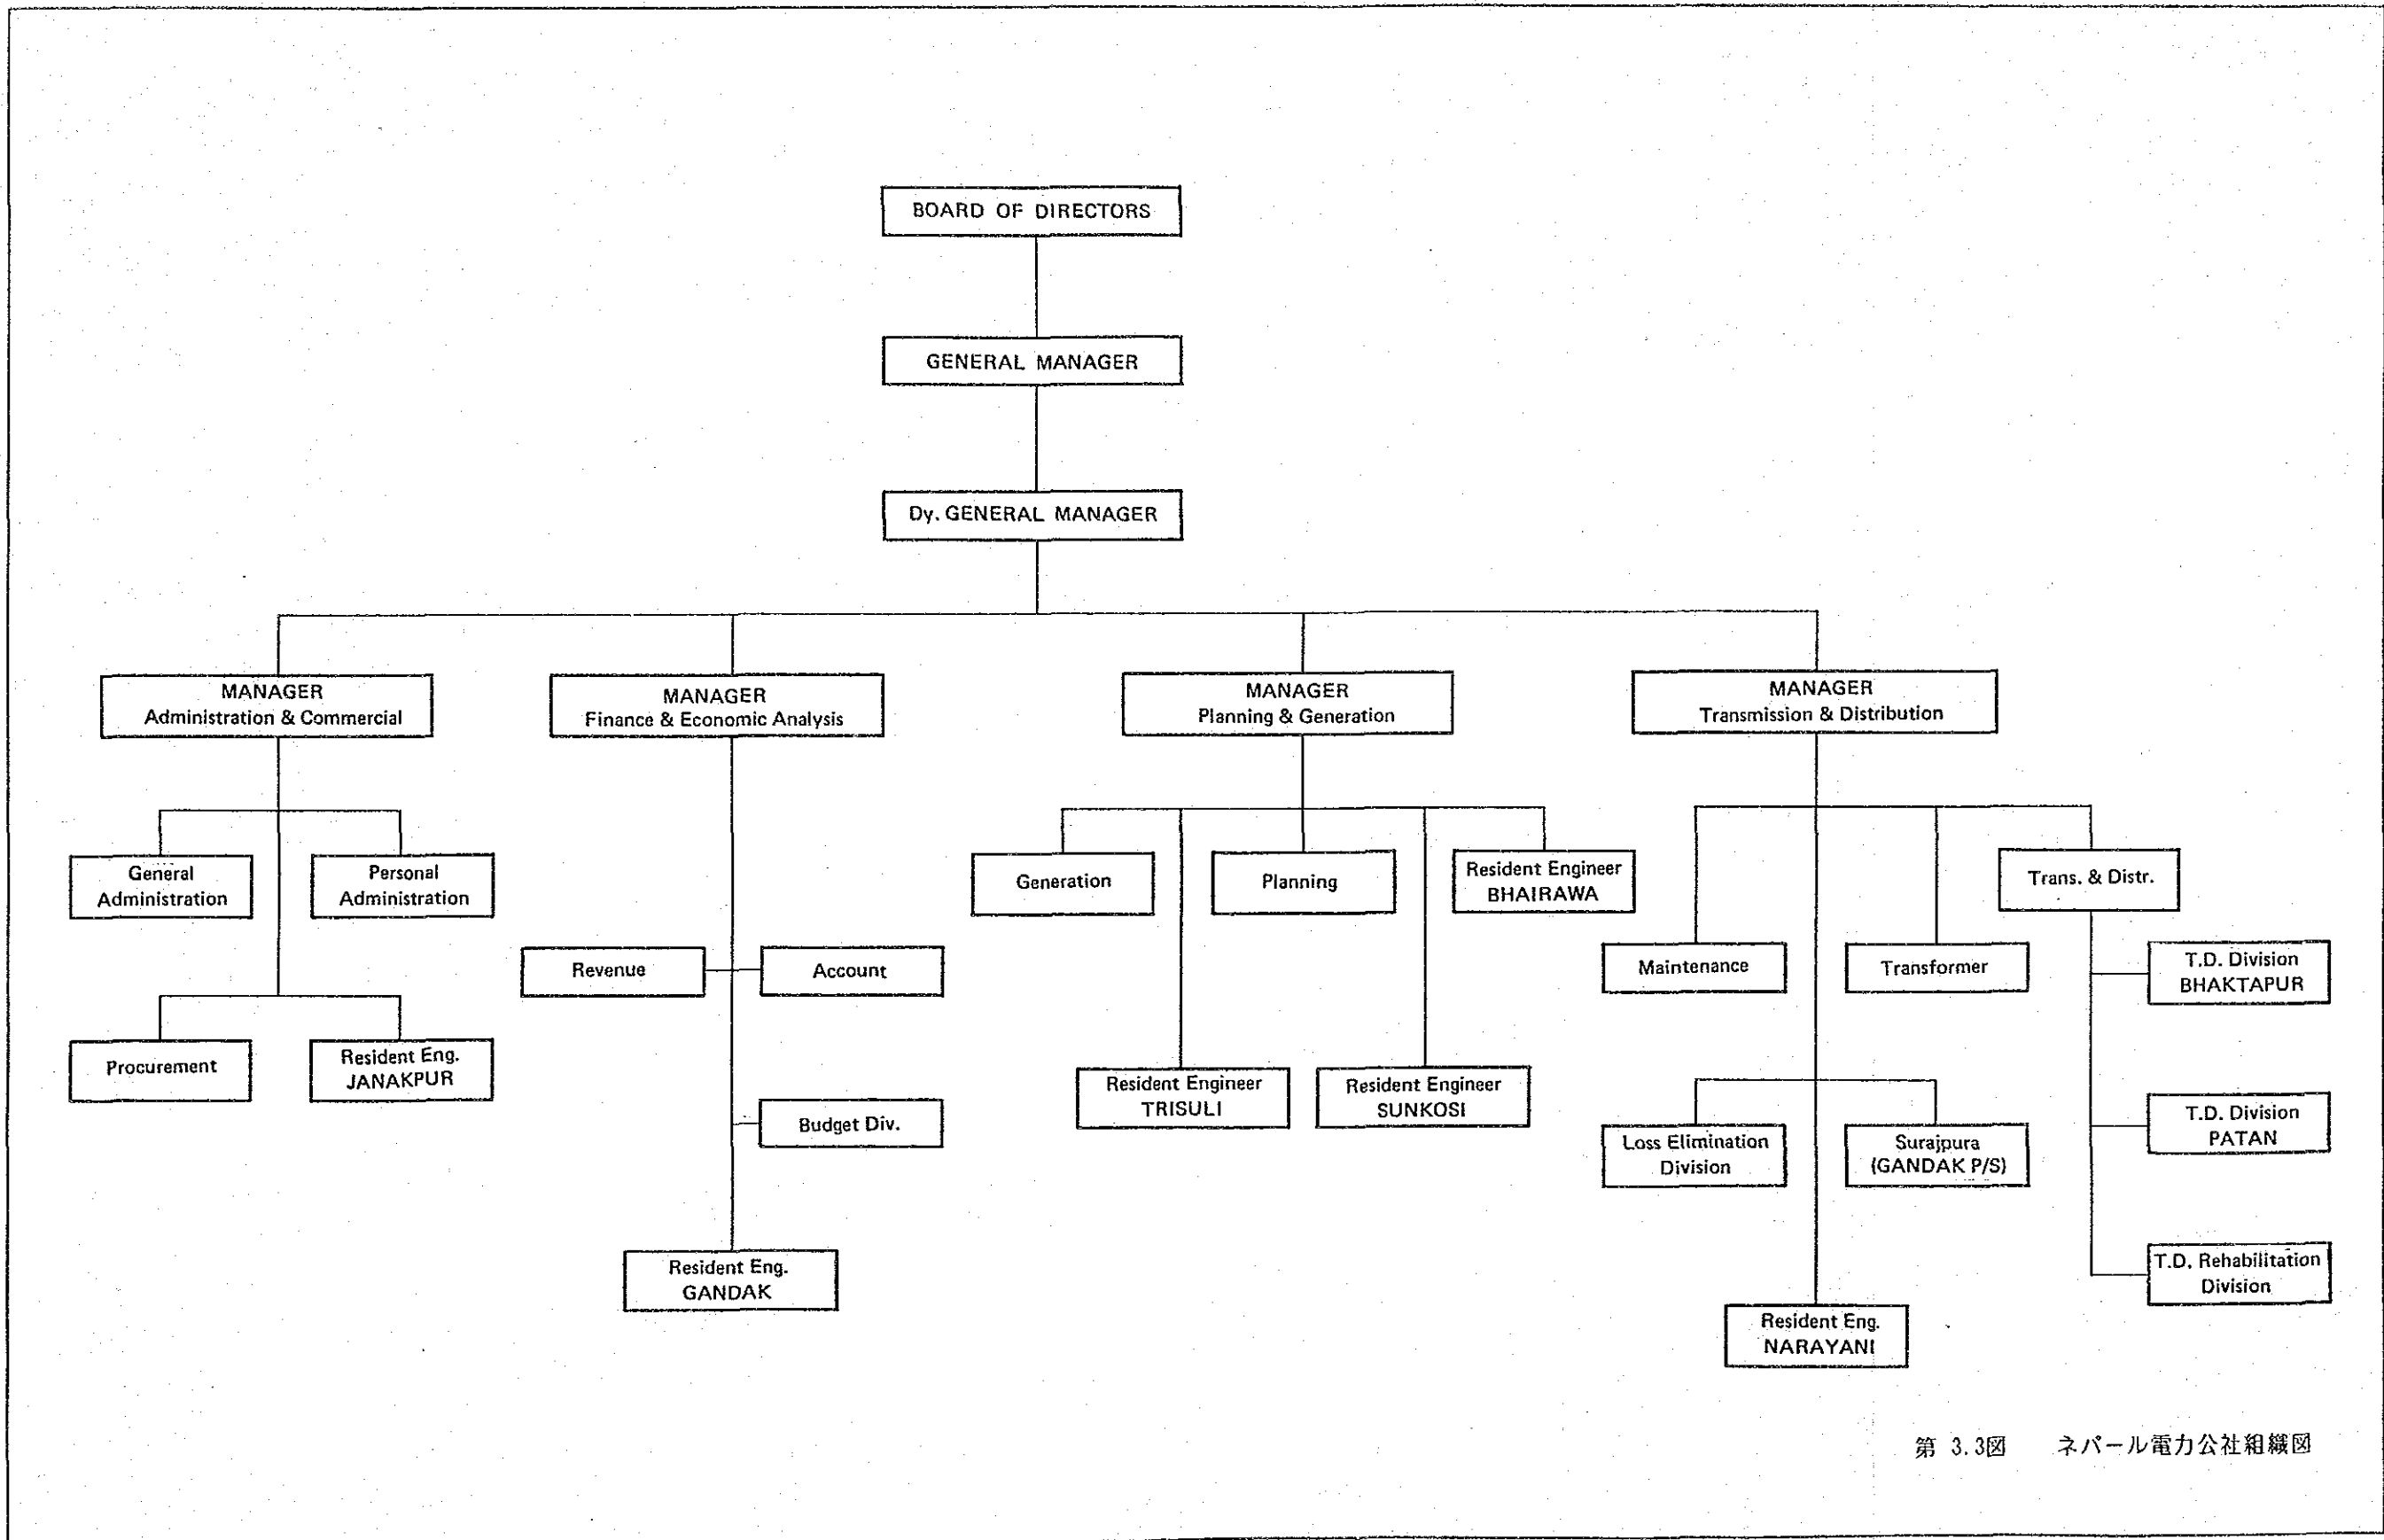 BOARD OF DIRECTORS
GENERAL MANAGER
Dy. GENERAL MANAGER
MANAGER
Administration & Commercial
MANAGER
Finance & Economic Analysis
MANAGER
Planning & Generation
MANAGER
Transmission & Distribution
General
Administration
Personal
Administration
Procurement
Resident Eng.
JANAKPUR
Revenue
Account
Budget Div.
Resident Eng.
GANDAK
Generation
Planning
Resident Engineer
BHAIRAWA
Resident Engineer
TRISULI
Resident Engineer
SUNKOSI
Maintenance
Transformer
Trans. & Distr.
T.D. Division
BHAKTAPUR
T.D. Division
PATAN
T.D. Rehabilitation
Division
Loss Elimination
Division
Surajpura
(GANDAK P/S)
Resident Eng.
NARAYANI
第 3.3図 ネパール電力公社組織図